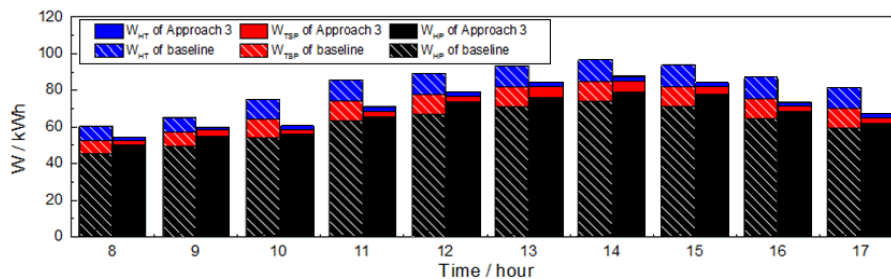 120
100
80
60
40
20
0
W / kWh
W_HT of Approach 3 W_TSP of Approach 3 W_HP of Approach 3
W_HT of baseline W_TSP of baseline W_HP of baseline
8 9 10 11 12 13 14 15 16 17
Time / hour